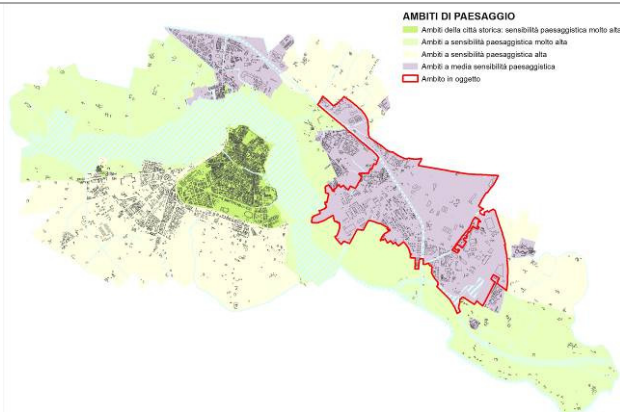 AMBITI DI PAESAGGIO
Ambiti della città storica: sensibilità paesaggistica molto alta
Ambiti a sensibilità paesaggistica molto alta
Ambiti a sensibilità paesaggistica alta
Ambiti a media sensibilità paesaggistica
Ambito in oggetto